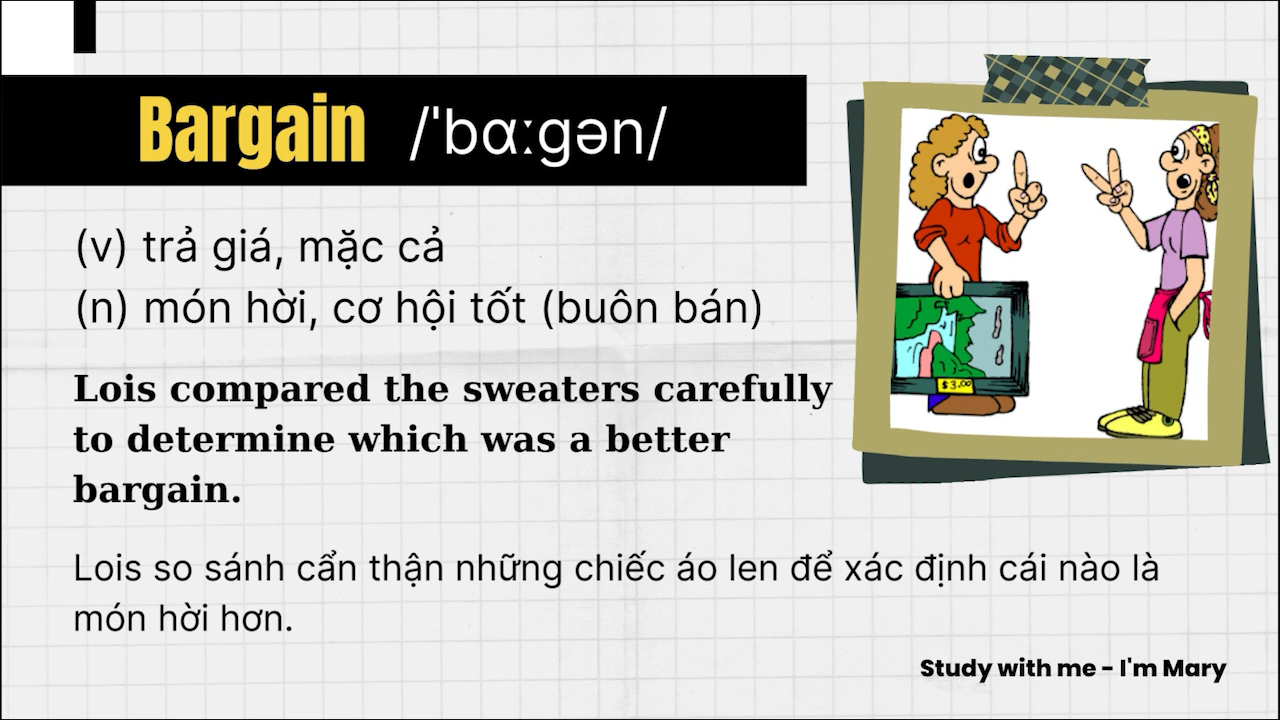 Bargain /ˈbɑːgən/
(v) trả giá, mặc cả
(n) món hời, cơ hội tốt (buôn bán)
Lois compared the sweaters carefully
to determine which was a better
bargain.
Lois so sánh cẩn thận những chiếc áo len để xác định cái nào là
món hời hơn.
$3.00
Study with me - I'm Mary